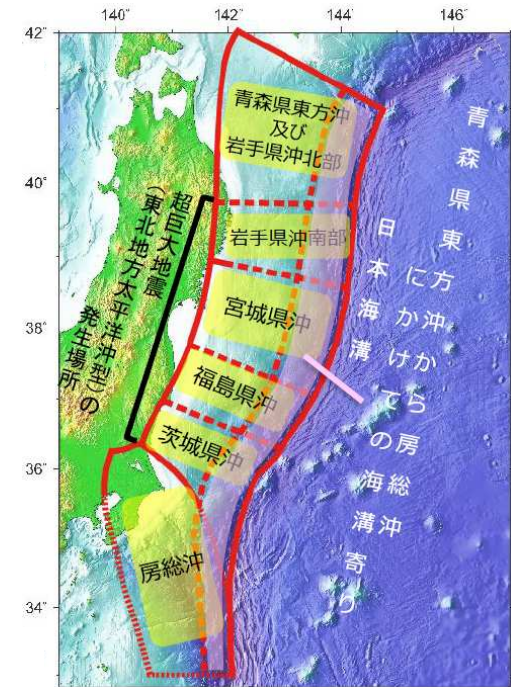 140°
142°
144°
146°
42°
40°
38°
36°
34°
青森県東方沖
及び
岩手県沖北部
岩手県沖南部
宮城県沖
福島県沖
茨城県沖
房総沖
超巨大地震
（東北地方太平洋沖型）の
発生場所
日本海溝
青森県東方沖から房総沖
にかけての海溝寄り